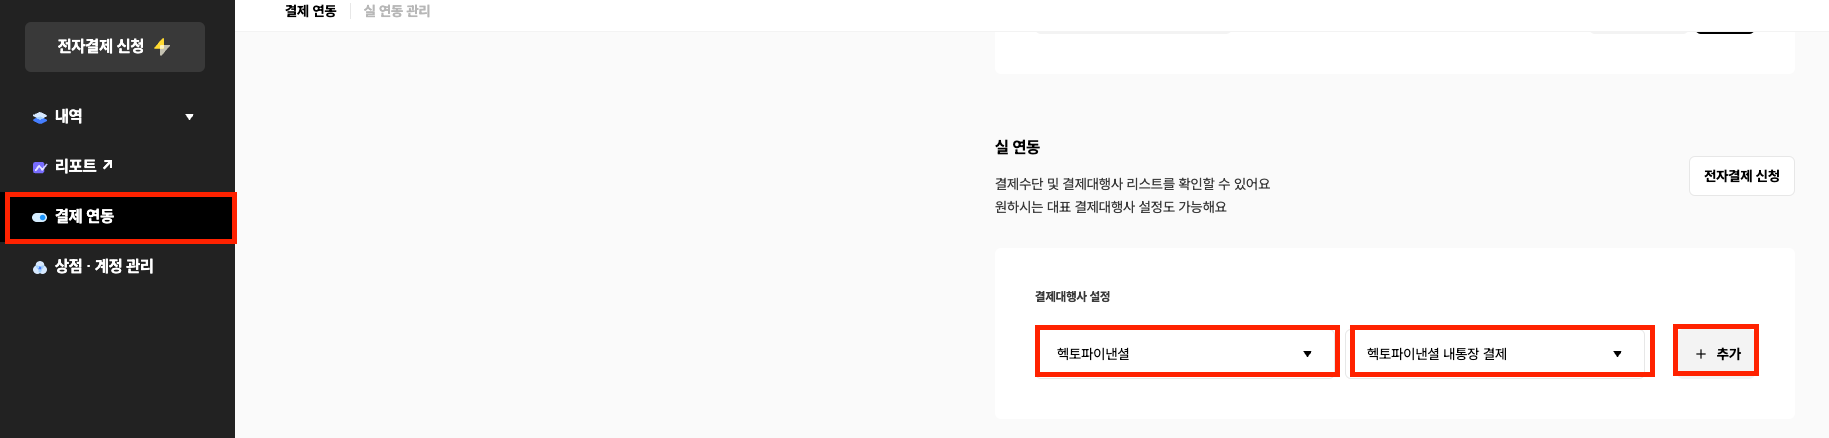 전자결제 신청
내역
리포트
결제 연동
상점 · 계정 관리
결제 연동
실 연동 관리
실 연동
결제수단 및 결제대행사 리스트를 확인할 수 있어요
원하시는 대표 결제대행사 설정도 가능해요
전자결제 신청
결제대행사 설정
헥토파이낸셜
헥토파이낸셜 내통장 결제
+ 추가